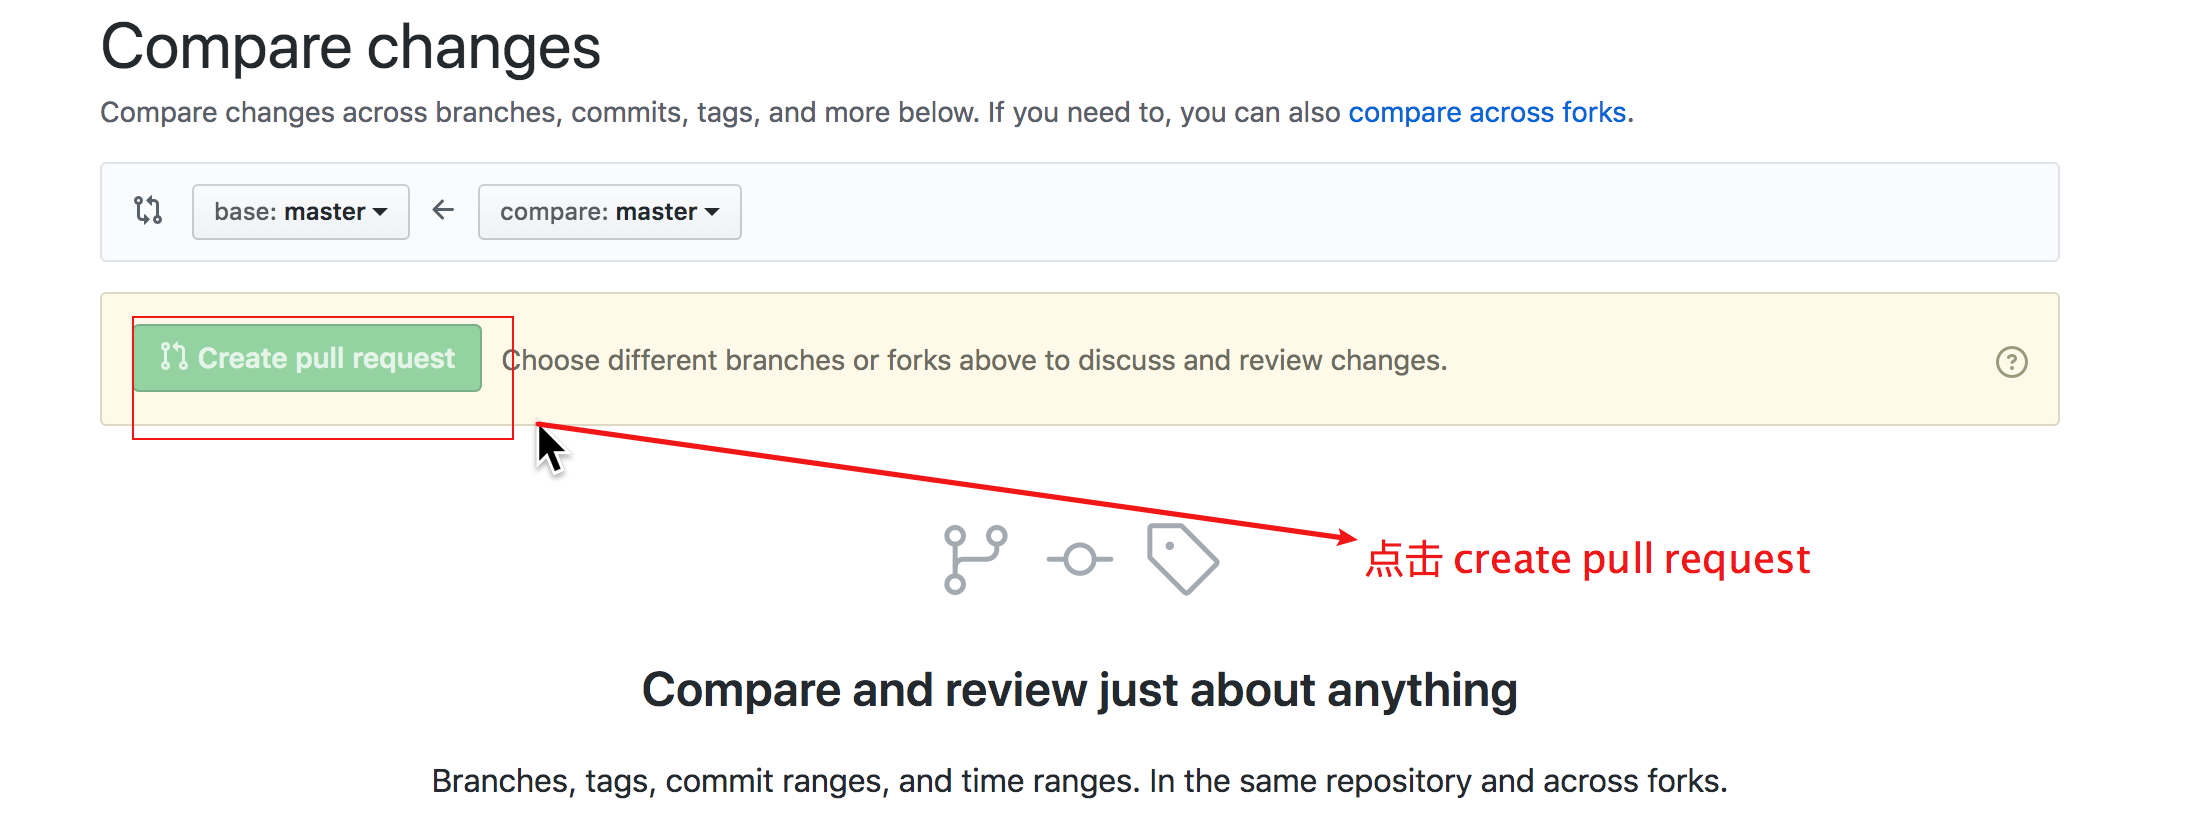 Compare changes
Compare changes across branches, commits, tags, and more below. If you need to, you can also compare across forks.
base: master compare: master
Create pull request Choose different branches or forks above to discuss and review changes.
点击 create pull request
Compare and review just about anything
Branches, tags, commit ranges, and time ranges. In the same repository and across forks.